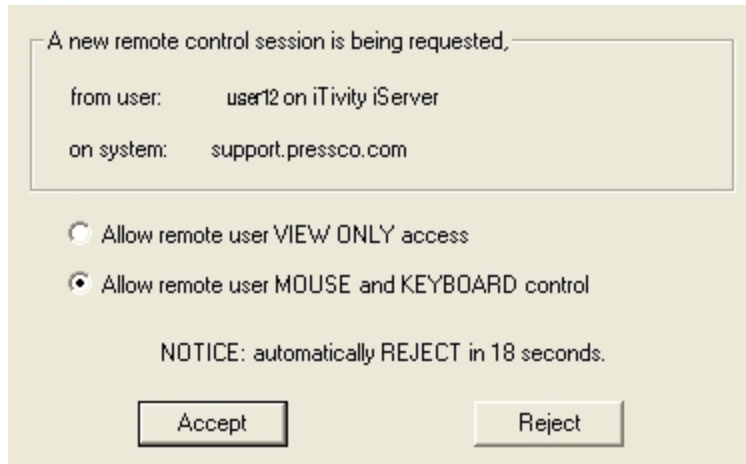 A new remote control session is being requested,
from user: user12 on iTivity iServer
on system: support.pressco.com
Allow remote user VIEW ONLY access
Allow remote user MOUSE and KEYBOARD control
NOTICE: automatically REJECT in 18 seconds.
Accept Reject